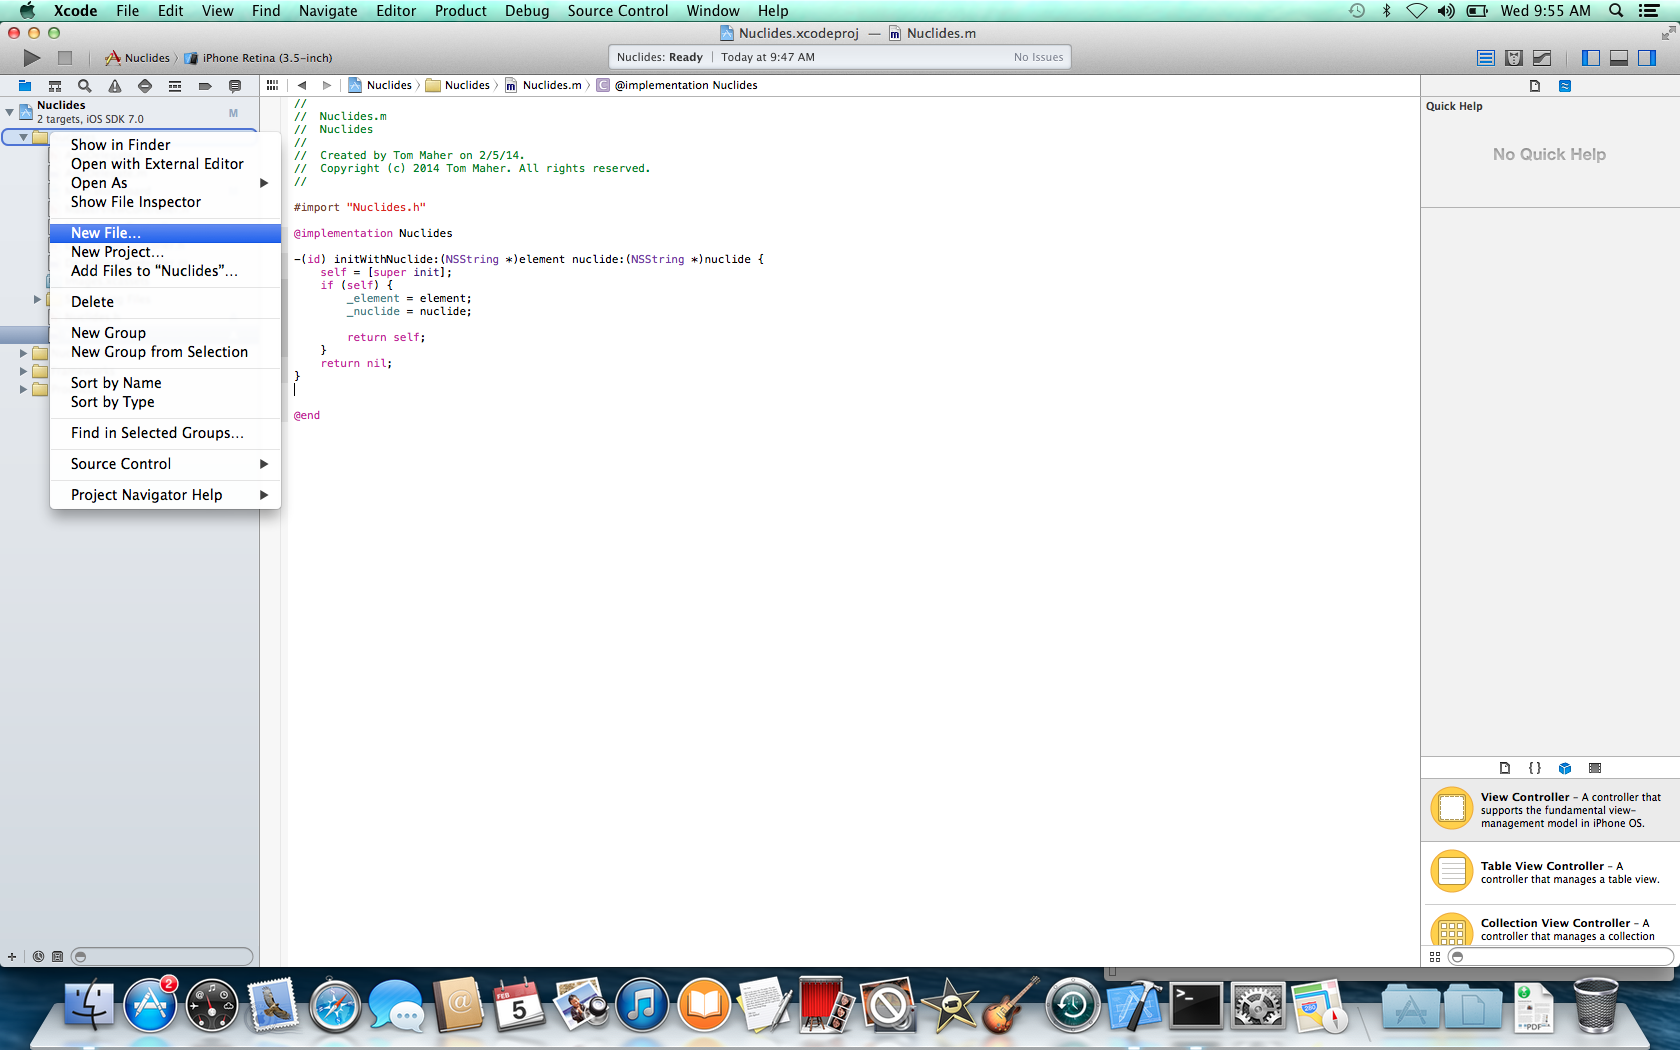 Xcode File Edit View Find Navigate Editor Product Debug Source Control Window Help Wed 9:55 AM
Nuclides.xcodeproj — Nuclides.m
Nuclides iPhone Retina (3.5-inch)
Nuclides: Ready Today at 9:47 AM No Issues
Nuclides Nuclides Nuclides.m @implementation Nuclides
Nuclides
2 targets, iOS SDK 7.0 M
Show in Finder
Open with External Editor
Open As
Show File Inspector
New File...
New Project...
Add Files to “Nuclides”...
Delete
New Group
New Group from Selection
Sort by Name
Sort by Type
Find in Selected Groups...
Source Control
Project Navigator Help
//
// Nuclides.m
// Nuclides
//
// Created by Tom Maher on 2/5/14.
// Copyright (c) 2014 Tom Maher. All rights reserved.
//
#import "Nuclides.h"
@implementation Nuclides
-(id) initWithNuclide:(NSString *)element nuclide:(NSString *)nuclide {
self = [super init];
if (self) {
_element = element;
_nuclide = nuclide;
return self;
}
return nil;
}
@end
Quick Help
No Quick Help
{ }
View Controller - A controller that
supports the fundamental view-
management model in iPhone OS.
Table View Controller - A
controller that manages a table view.
Collection View Controller - A
controller that manages a collection
2
FEB
5
PDF